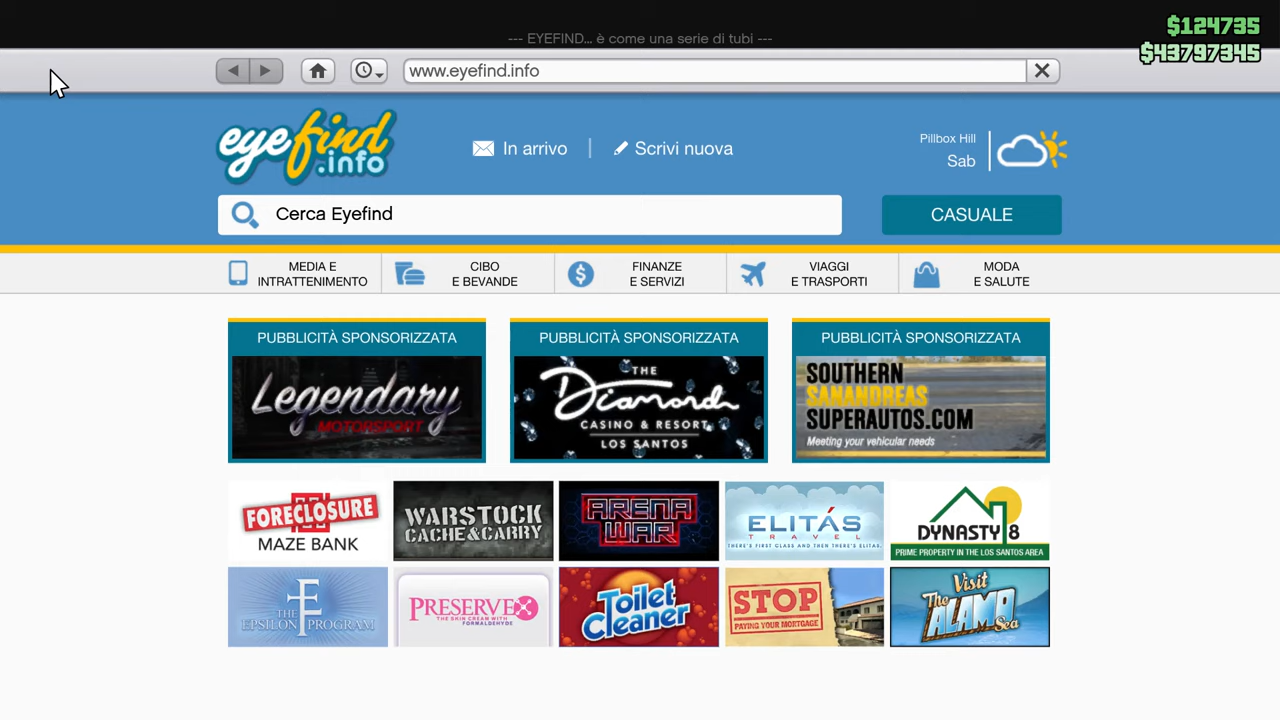 $124735
--- EYEFIND... è come una serie di tubi ---
$43797345
www.eyefind.info
eyefind
.info
In arrivo
Scrivi nuova
Pillbox Hill
Sab
Cerca Eyefind
CASUALE
MEDIA E
INTRATTENIMENTO
CIBO
E BEVANDE
FINANZE
E SERVIZI
VIAGGI
E TRASPORTI
MODA
E SALUTE
PUBBLICITÀ SPONSORIZZATA
Legendary
MOTORSPORT
PUBBLICITÀ SPONSORIZZATA
THE
Diamond
CASINO & RESORT
LOS SANTOS
PUBBLICITÀ SPONSORIZZATA
SOUTHERN
SANANDREAS
SUPERAUTOS.COM
Meeting your vehicular needs
FORECLOSURE
MAZE BANK
WARSTOCK
CACHE&CARRY
ARENA
WAR
ELITÁS
TRAVEL
THERE'S FIRST CLASS AND THEN THERE'S ELITAS.
DYNASTY 8
PRIME PROPERTY IN THE LOS SANTOS AREA
THE
EPSILON PROGRAM
PRESERVEX
THE SKIN CREAM WITH
FORMALDEHYDE
Toilet
Cleaner
STOP
PAYING YOUR MORTGAGE
Visit
The
ALAMO
Sea